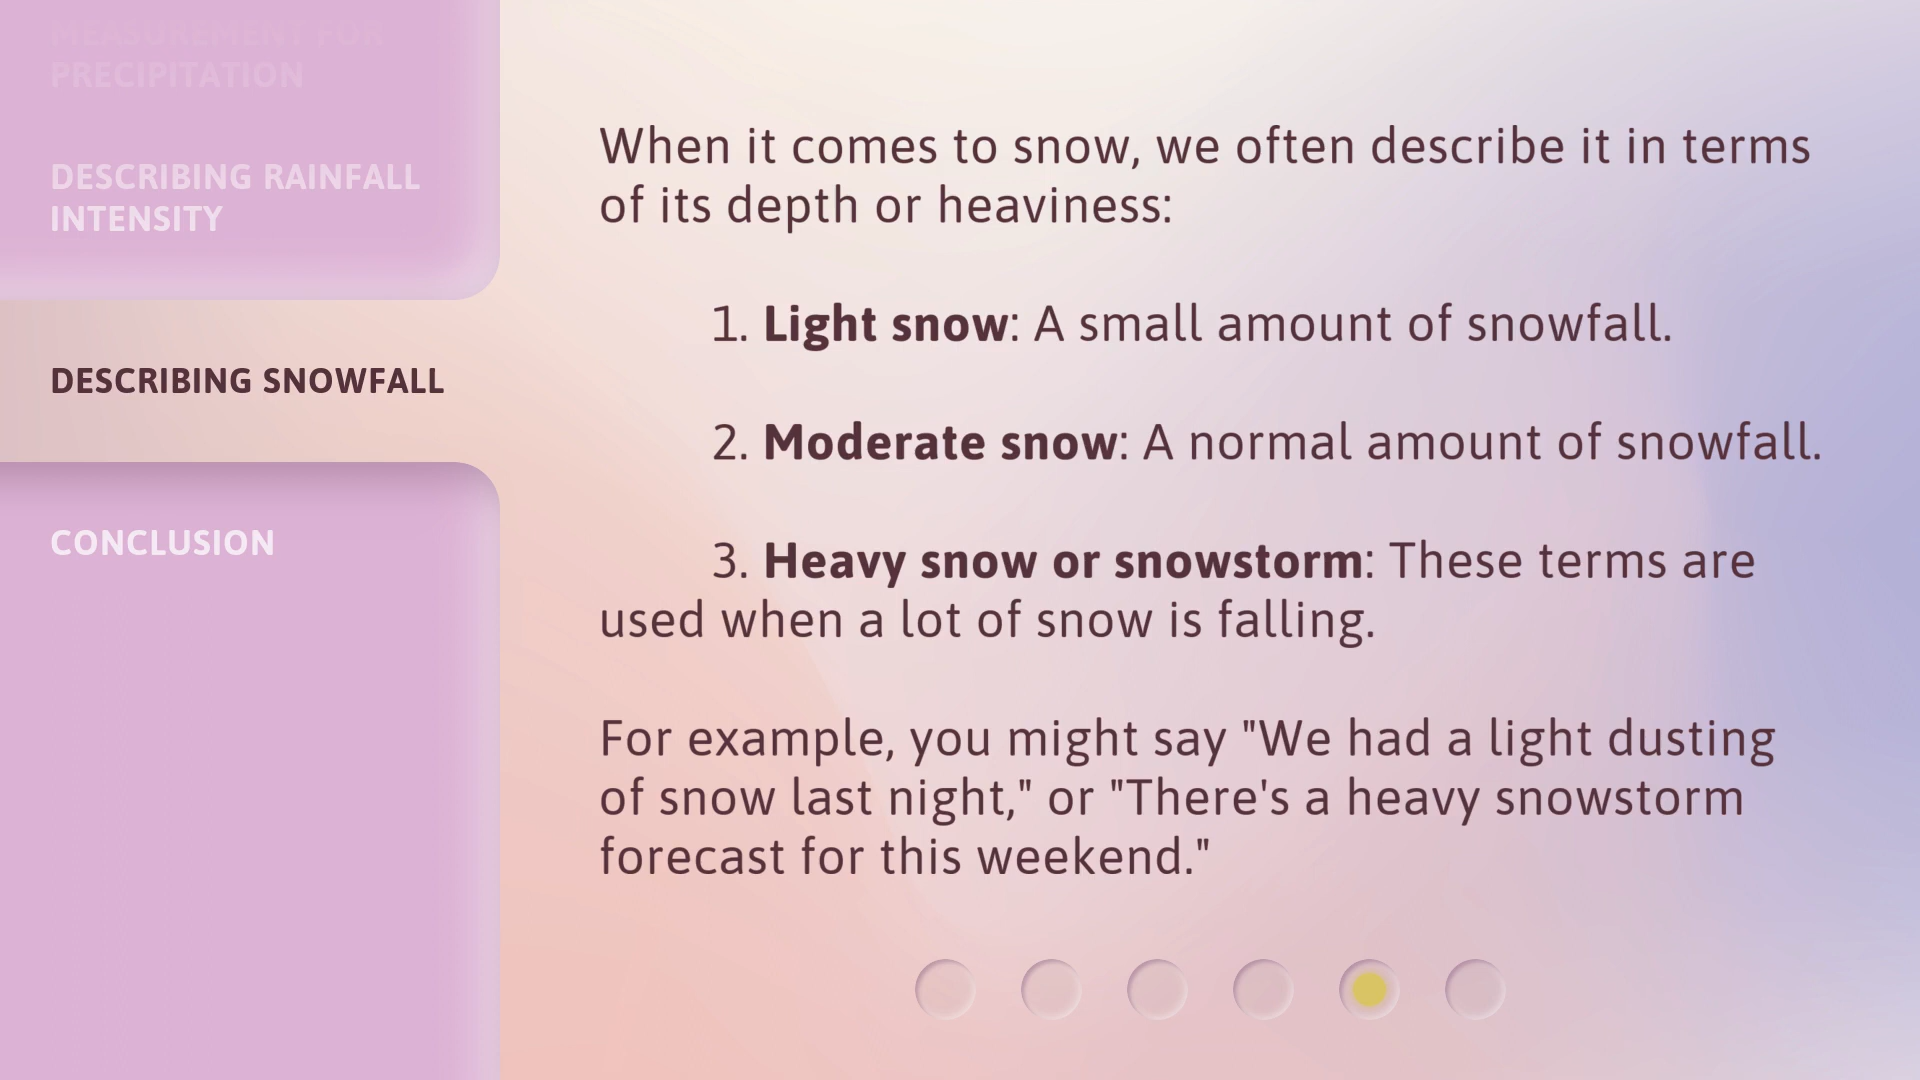 MEASUREMENT FOR
PRECIPITATION
DESCRIBING RAINFALL
INTENSITY
DESCRIBING SNOWFALL
CONCLUSION
When it comes to snow, we often describe it in terms
of its depth or heaviness:
1. Light snow: A small amount of snowfall.
2. Moderate snow: A normal amount of snowfall.
3. Heavy snow or snowstorm: These terms are
used when a lot of snow is falling.
For example, you might say "We had a light dusting
of snow last night," or "There's a heavy snowstorm
forecast for this weekend."